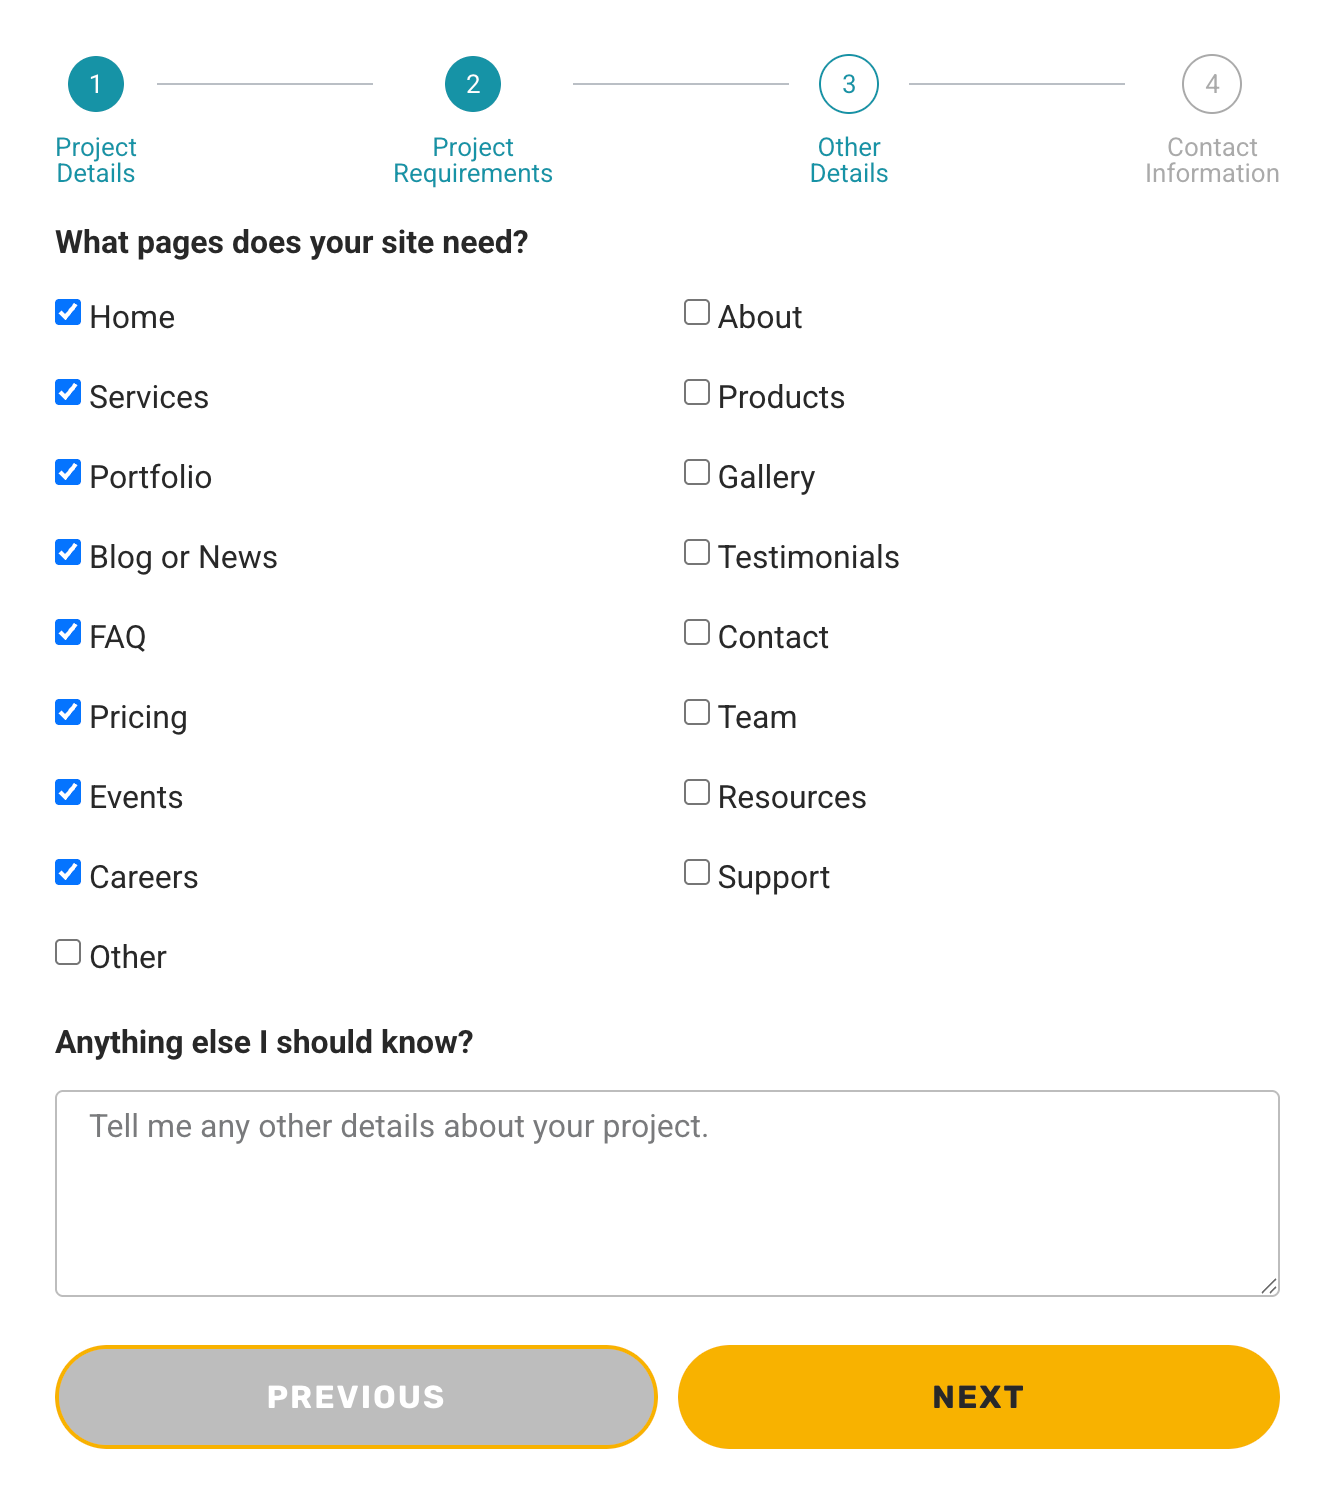 1
2
3
4
Project
Details
Project
Requirements
Other
Details
Contact
Information
What pages does your site need?
Home
About
Services
Products
Portfolio
Gallery
Blog or News
Testimonials
FAQ
Contact
Pricing
Team
Events
Resources
Careers
Support
Other
Anything else I should know?
Tell me any other details about your project.
PREVIOUS
NEXT